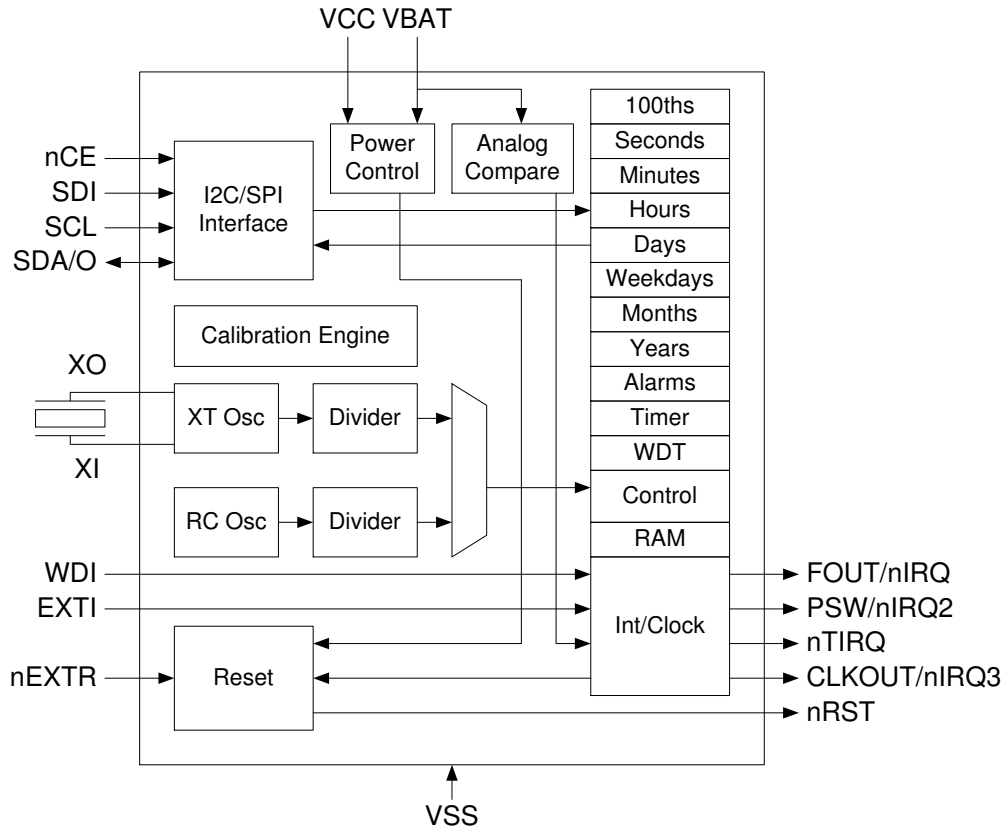 VCC VBAT
nCE
SDI
SCL
SDA/O
I2C/SPI
Interface
Power
Control
Analog
Compare
100ths
Seconds
Minutes
Hours
Days
Weekdays
Months
Years
Alarms
Timer
WDT
Control
RAM
Int/Clock
Calibration Engine
XO
XI
XT Osc
Divider
RC Osc
Divider
WDI
EXTI
nEXTR
Reset
FOUT/nIRQ
PSW/nIRQ2
nTIRQ
CLKOUT/nIRQ3
nRST
VSS